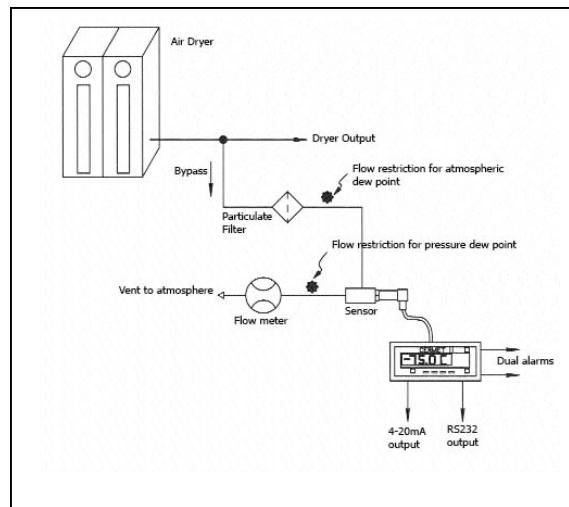 Air Dryer
Dryer Output
Bypass
Flow restriction for atmospheric
dew point
Particulate
Filter
Flow restriction for pressure dew point
Vent to atmosphere
Flow meter
Sensor
-75.0 C
Dual alarms
4-20mA
output
RS232
output